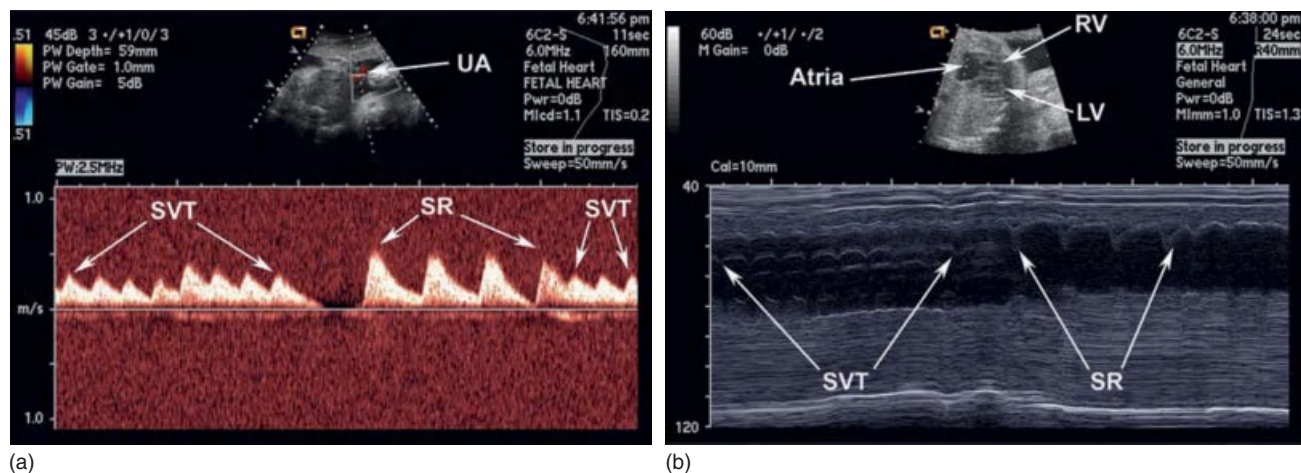 6:41:56 pm
.51
45dB 3 +/+1/0/3
PW Depth= 59mm
PW Gate= 1.0mm
PW Gain= 5dB
.51
UA
6C2-S 11sec
6.0MHz 160mm
Fetal Heart
FETAL HEART
Pwr=0dB
MIcd=1.1 TIS=0.2
Store in progress
Sweep=50mm/s
PW:2.5MHz
1.0
SVT
SR
SVT
m/s
1.0
(a)
6:38:00 pm
60dB +/+1/ +/2
M Gain= 0dB
RV
Atria
LV
6C2-S 24sec
6.0MHz R40mm
Fetal Heart
General
Pwr=0dB
MImm=1.0 TIS=1.3
Store in progress
Sweep=50mm/s
Cal=10mm
40
SVT
SR
120
(b)